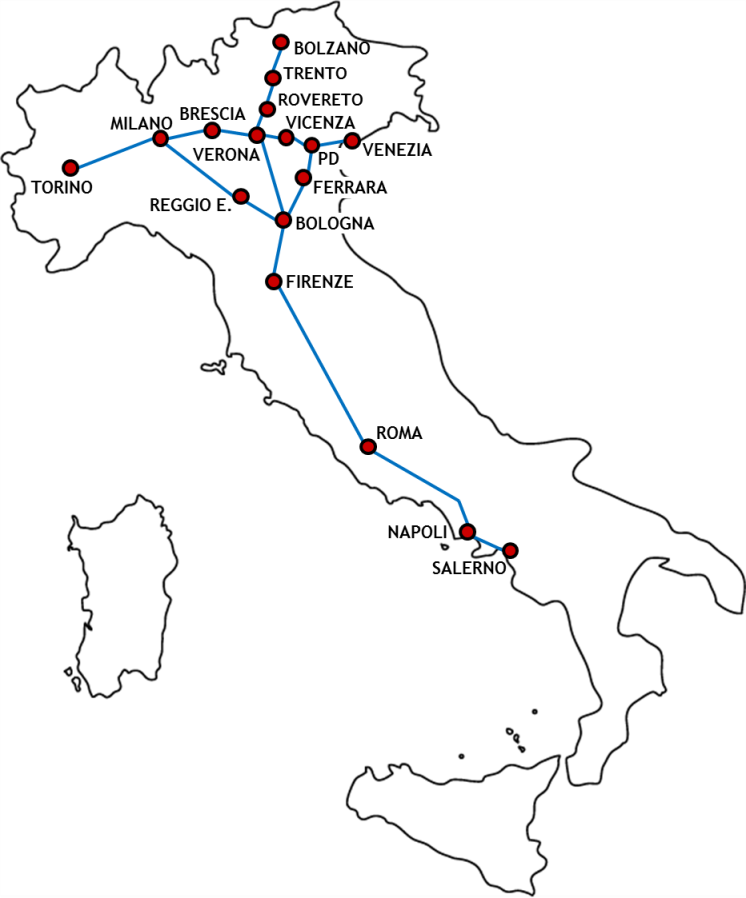 BOLZANO
TRENTO
ROVERETO
BRESCIA
MILANO
VICENZA
VERONA
PD
VENEZIA
TORINO
FERRARA
REGGIO E.
BOLOGNA
FIRENZE
ROMA
NAPOLI
SALERNO